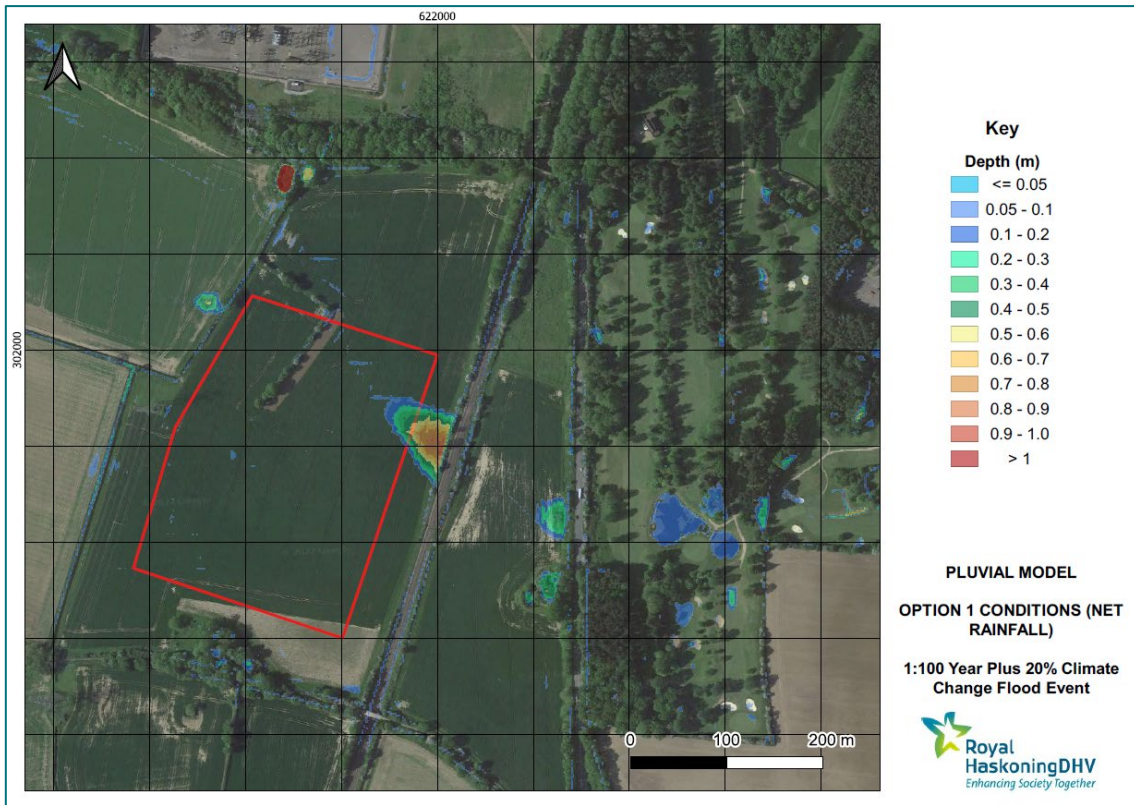 622000
302000
0 100 200 m
Key
Depth (m)
<= 0.05
0.05 - 0.1
0.1 - 0.2
0.2 - 0.3
0.3 - 0.4
0.4 - 0.5
0.5 - 0.6
0.6 - 0.7
0.7 - 0.8
0.8 - 0.9
0.9 - 1.0
> 1
PLUVIAL MODEL
OPTION 1 CONDITIONS (NET
RAINFALL)
1:100 Year Plus 20% Climate
Change Flood Event
Royal
HaskoningDHV
Enhancing Society Together